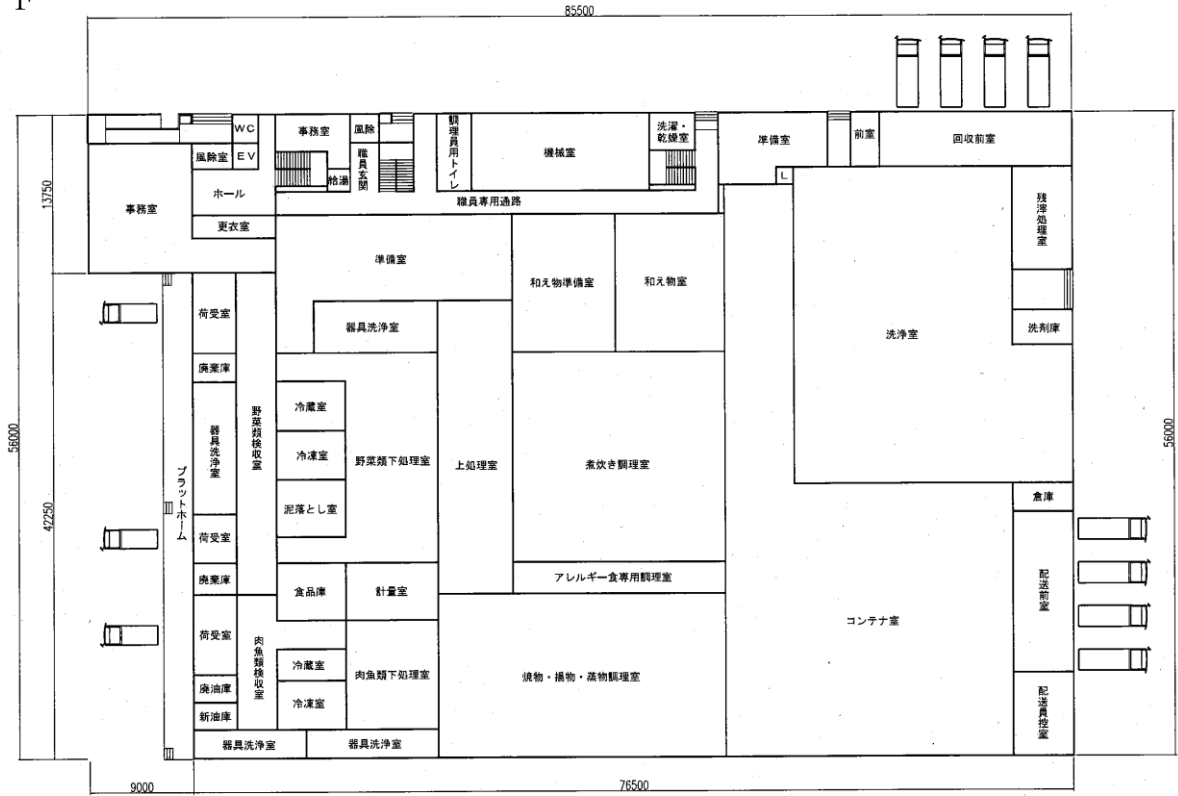 85500
WC
事務室
風除
調理員用トイレ
機械室
洗濯・
乾燥室
準備室
前室
回収前室
風除室
EV
給湯
職員玄関
L
ホール
職員専用通路
事務室
更衣室
残滓処理室
13750
準備室
和え物準備室
和え物室
荷受室
器具洗浄室
洗浄室
洗剤庫
廃棄庫
冷蔵室
野菜類検収室
器具洗浄室
冷凍室
野菜類下処理室
上処理室
煮炊き調理室
56000
56000
プラットホーム
泥落とし室
倉庫
42250
荷受室
廃棄庫
食品庫
計量室
アレルギー食専用調理室
配送前室
荷受室
肉魚類検収室
コンテナ室
冷蔵室
肉魚類下処理室
焼物・揚物・蒸物調理室
廃油庫
冷凍室
新油庫
配送員控室
器具洗浄室
器具洗浄室
9000
76500